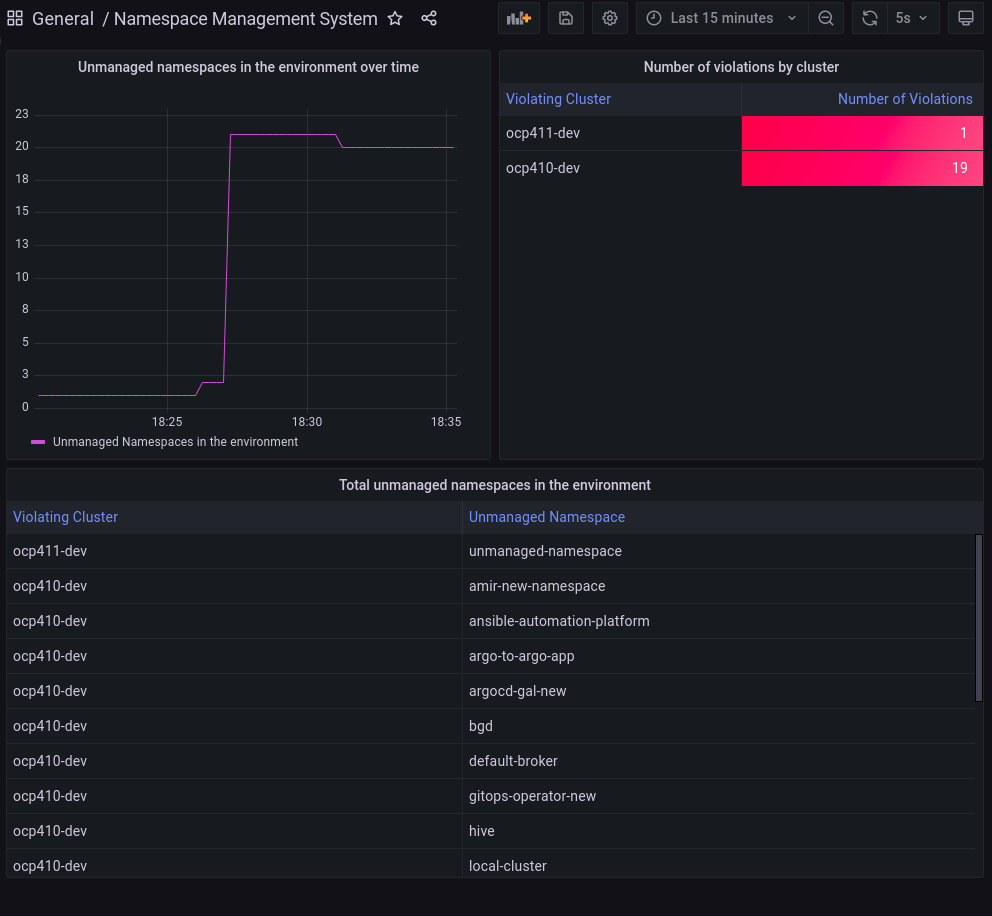 General / Namespace Management System
Last 15 minutes
5s
Unmanaged namespaces in the environment over time
23
20
18
15
13
10
8
5
3
0
18:25 18:30 18:35
Unmanaged Namespaces in the environment
Number of violations by cluster
Violating Cluster Number of Violations
ocp411-dev 1
ocp410-dev 19
Total unmanaged namespaces in the environment
Violating Cluster Unmanaged Namespace
ocp411-dev unmanaged-namespace
ocp410-dev amir-new-namespace
ocp410-dev ansible-automation-platform
ocp410-dev argo-to-argo-app
ocp410-dev argocd-gal-new
ocp410-dev bgd
ocp410-dev default-broker
ocp410-dev gitops-operator-new
ocp410-dev hive
ocp410-dev local-cluster